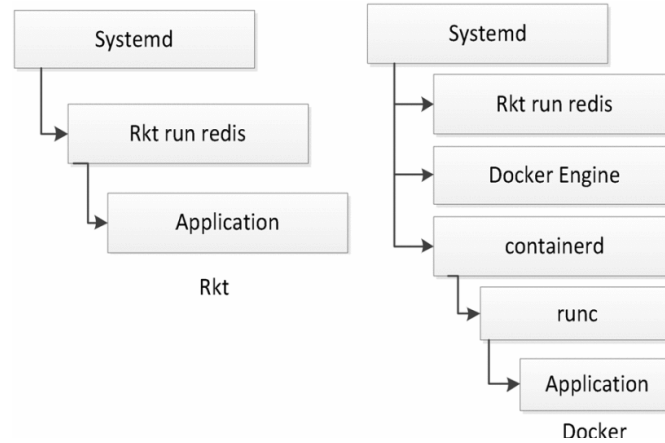 Systemd
Rkt run redis
Application
Rkt
Systemd
Rkt run redis
Docker Engine
containerd
runc
Application
Docker